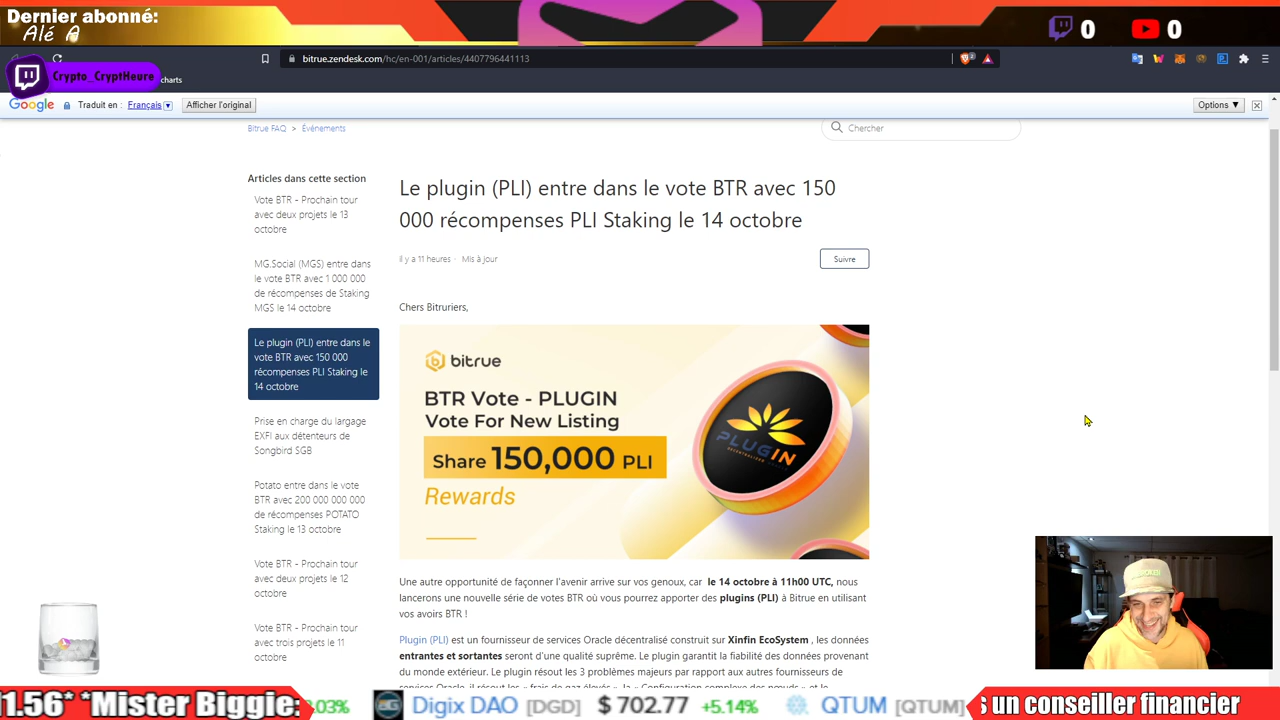 Dernier abonné:
Alé A
0
0
Crypto_CryptHeure
charts
bitrue.zendesk.com/hc/en-001/articles/4407796441113
Google
Traduit en :
Français
Afficher l'original
Options ▼
Bitrue FAQ > Événements
Chercher
Articles dans cette section
Vote BTR - Prochain tour
avec deux projets le 13
octobre
MG.Social (MGS) entre dans
le vote BTR avec 1 000 000
de récompenses de Staking
MGS le 14 octobre
Le plugin (PLI) entre dans le
vote BTR avec 150 000
récompenses PLI Staking le
14 octobre
Prise en charge du largage
EXFI aux détenteurs de
Songbird SGB
Potato entre dans le vote
BTR avec 200 000 000 000
de récompenses POTATO
Staking le 13 octobre
Vote BTR - Prochain tour
avec deux projets le 12
octobre
Vote BTR - Prochain tour
avec trois projets le 11
octobre
Le plugin (PLI) entre dans le vote BTR avec 150
000 récompenses PLI Staking le 14 octobre
il y a 11 heures · Mis à jour
Suivre
Chers Bitruriers,
bitrue
BTR Vote - PLUGIN
Vote For New Listing
Share 150,000 PLI
Rewards
PLUGIN
Une autre opportunité de façonner l'avenir arrive sur vos genoux, car le 14 octobre à 11h00 UTC, nous
lancerons une nouvelle série de votes BTR où vous pourrez apporter des plugins (PLI) à Bitrue en utilisant
vos avoirs BTR !
Plugin (PLI) est un fournisseur de services Oracle décentralisé construit sur Xinfin EcoSystem , les données
entrantes et sortantes seront d'une qualité suprême. Le plugin garantit la fiabilité des données provenant
du monde extérieur. Le plugin résout les 3 problèmes majeurs par rapport aux autres fournisseurs de
11.56* *Mister Biggie:
.03%
Digix DAO [DGD] $ 702.77 +5.14%
QTUM [QTUM]
s un conseiller financier